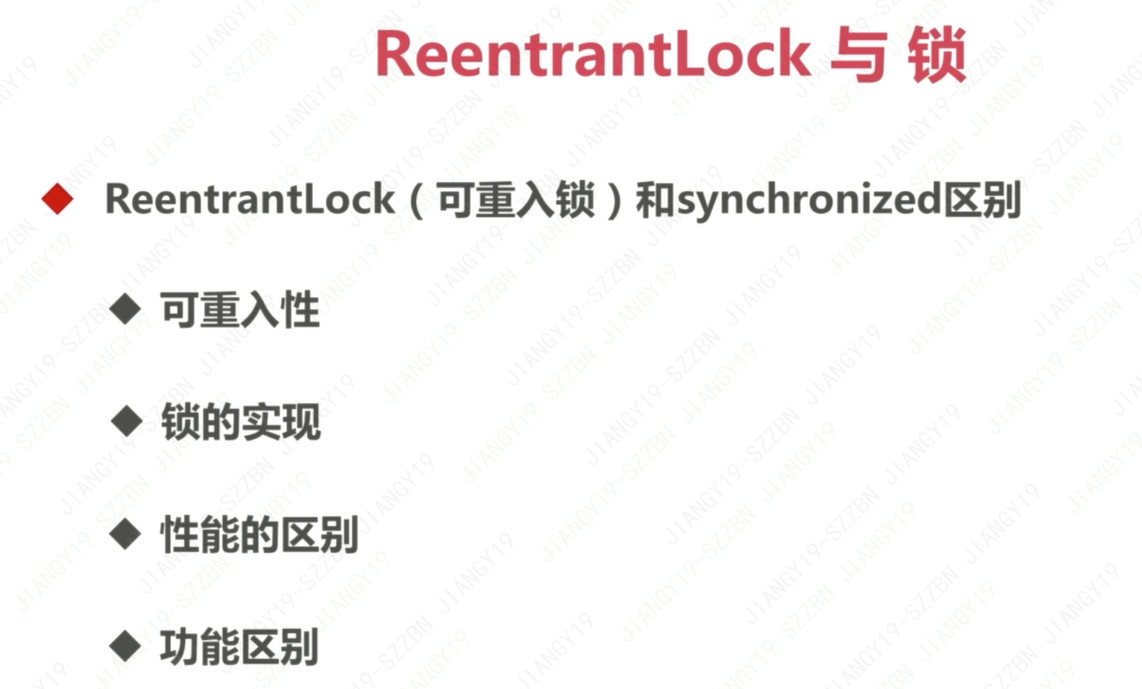 ReentrantLock 与 锁
ReentrantLock（可重入锁）和synchronized区别
可重入性
锁的实现
性能的区别
功能区别
JIANGY19-SZZBN